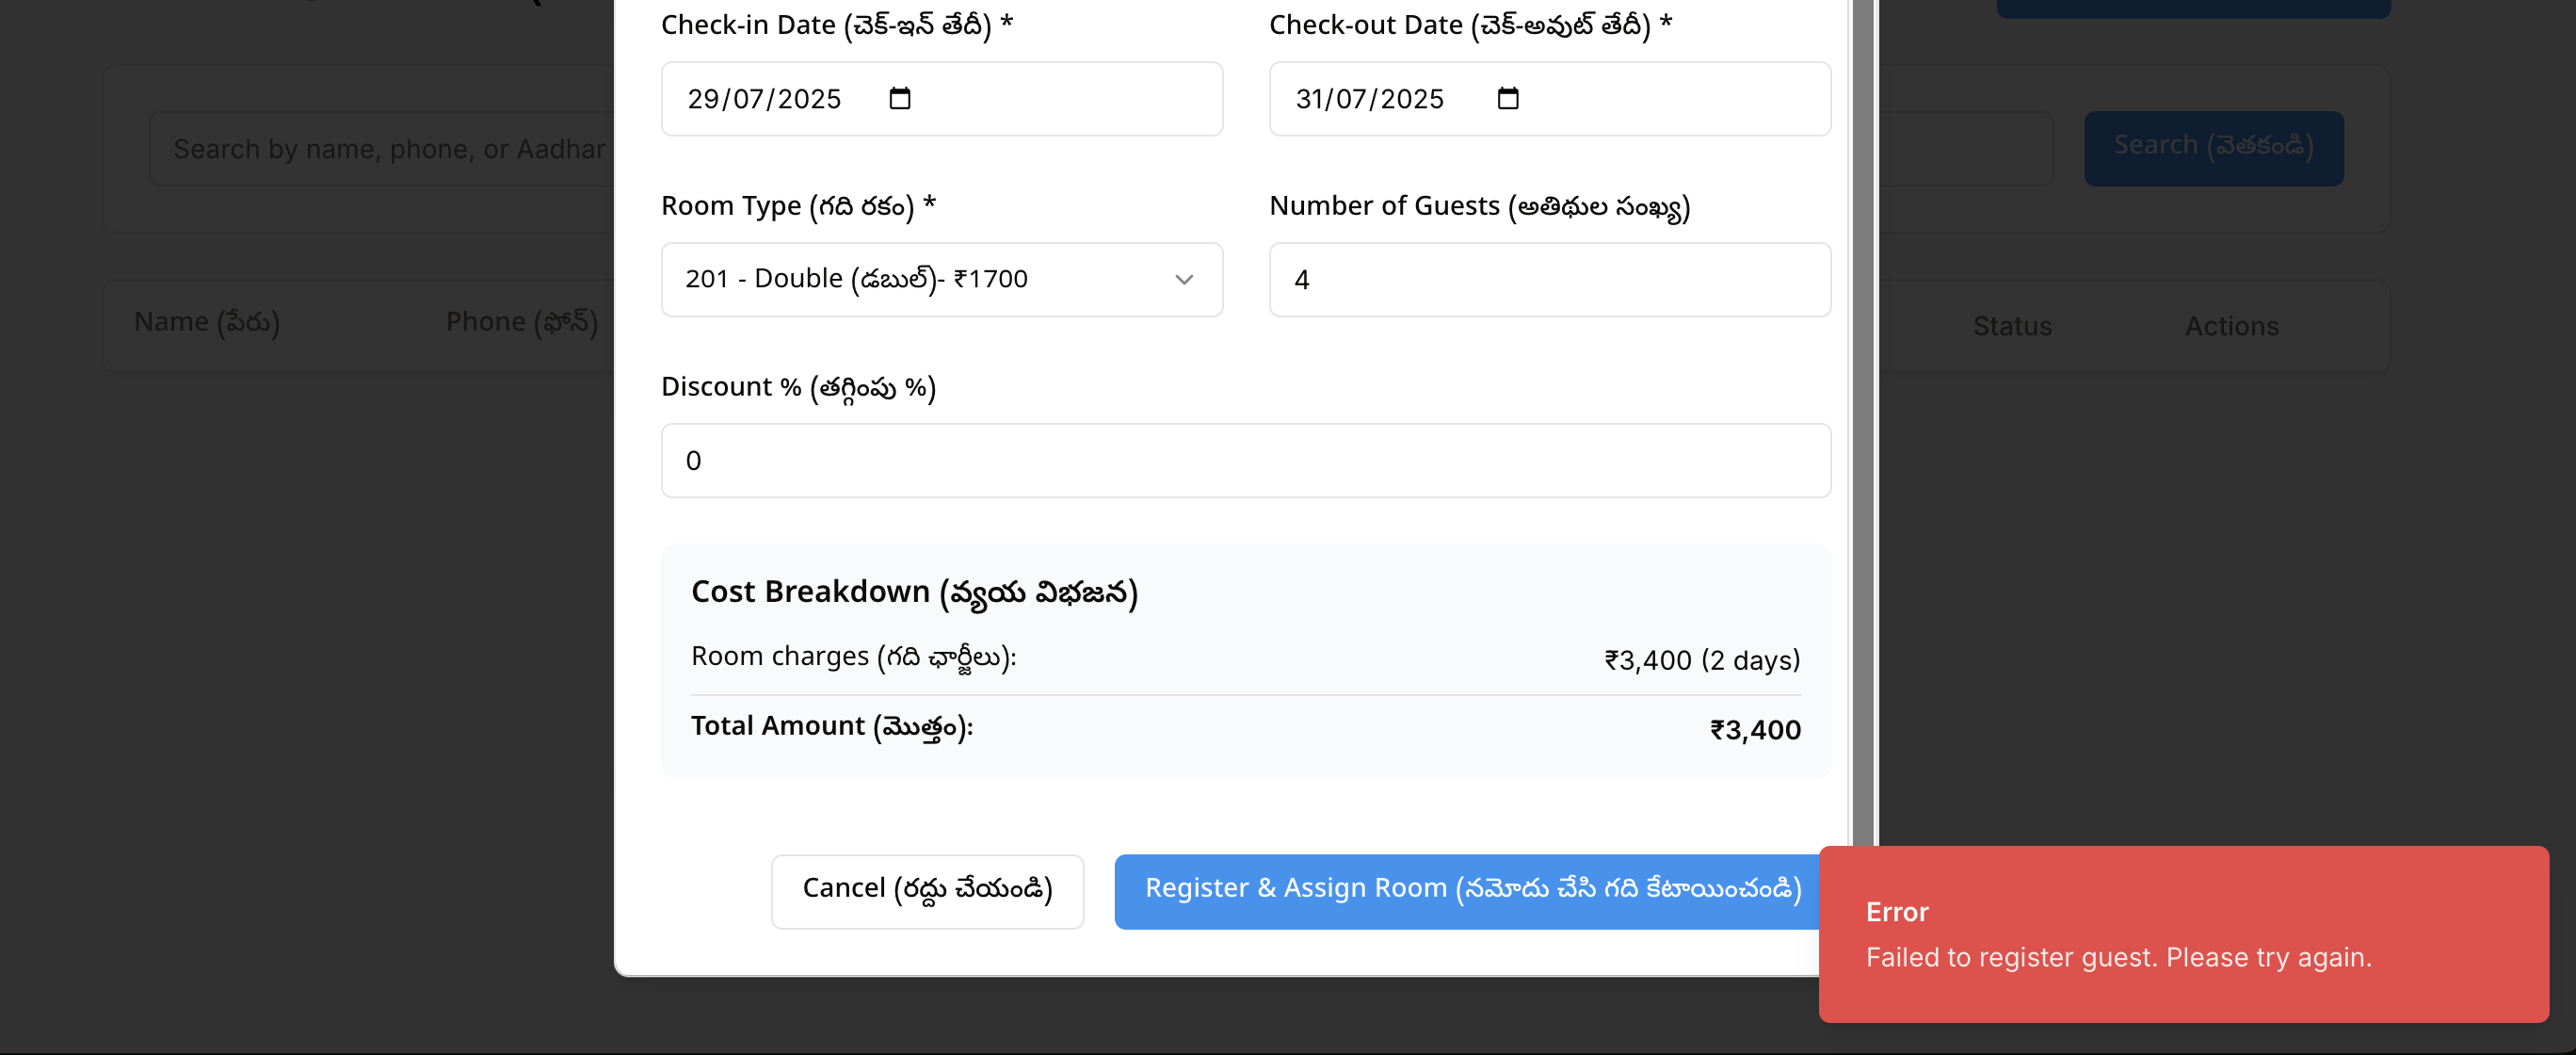 Check-in Date (చెక్-ఇన్ తేదీ) *
Check-out Date (చెక్-అవుట్ తేదీ) *
29/07/2025
31/07/2025
Search by name, phone, or Aadhar
Search (వెతకండి)
Room Type (గది రకం) *
Number of Guests (అతిథుల సంఖ్య)
201 - Double (డబుల్)- ₹1700
4
Name (పేరు)
Phone (ఫోన్)
Status
Actions
Discount % (తగ్గింపు %)
0
Cost Breakdown (వ్యయ విభజన)
Room charges (గది ఛార్జీలు):
₹3,400 (2 days)
Total Amount (మొత్తం):
₹3,400
Cancel (రద్దు చేయండి)
Register & Assign Room (నమోదు చేసి గది కేటాయించండి)
Error
Failed to register guest. Please try again.